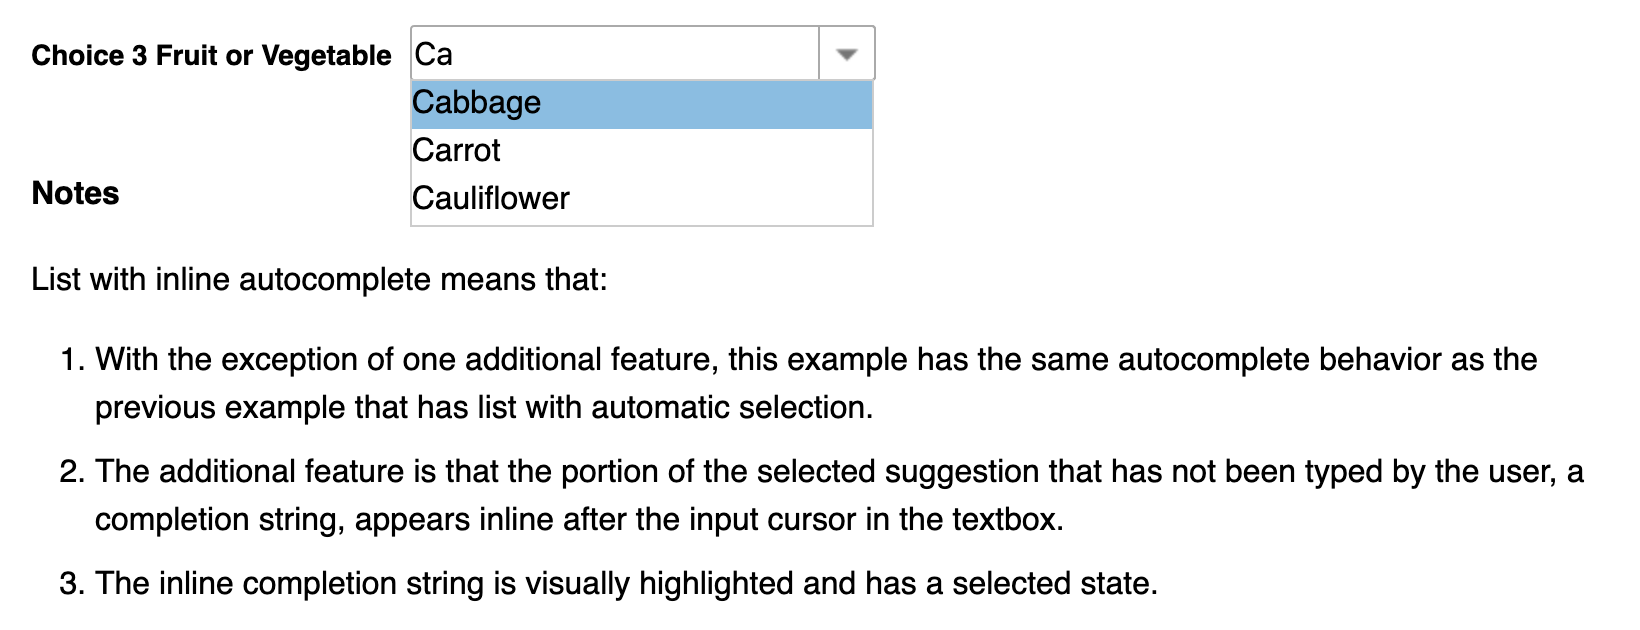 Choice 3 Fruit or Vegetable Ca
Cabbage
Carrot
Cauliflower
Notes
List with inline autocomplete means that:
1. With the exception of one additional feature, this example has the same autocomplete behavior as the
previous example that has list with automatic selection.
2. The additional feature is that the portion of the selected suggestion that has not been typed by the user, a
completion string, appears inline after the input cursor in the textbox.
3. The inline completion string is visually highlighted and has a selected state.